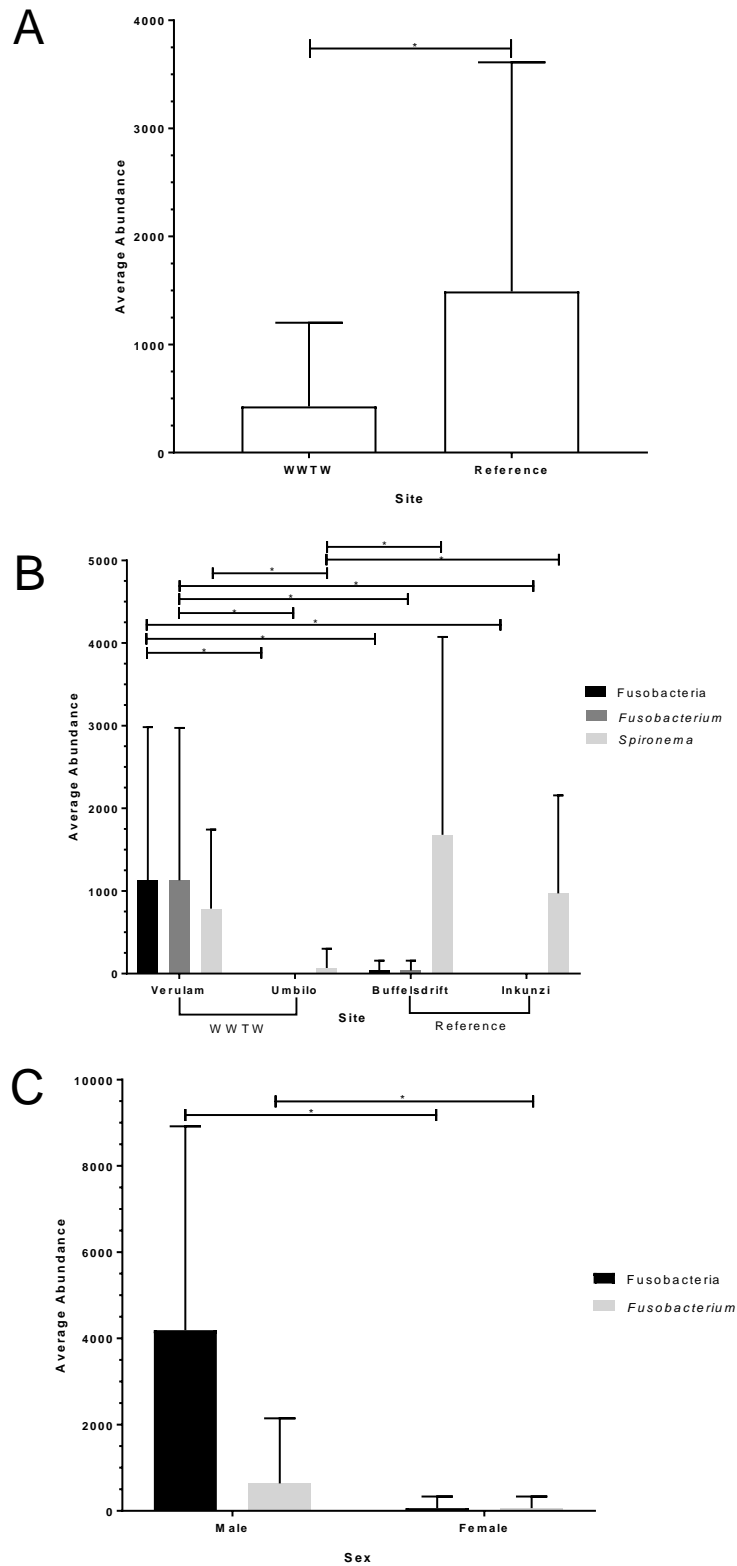 A
4000
3000
2000
1000
0
Average Abundance
*
WWTW
Reference
Site
B
5000
4000
3000
2000
1000
0
Average Abundance
*
*
*
*
*
*
*
*
*
Fusobacteria
Fusobacterium
Spironema
Verulam
Umbilo
Buffelsdrift
Inkunzi
WWTW
Site
Reference
C
10000
8000
6000
4000
2000
0
Average Abundance
*
*
Fusobacteria
Fusobacterium
Male
Female
Sex